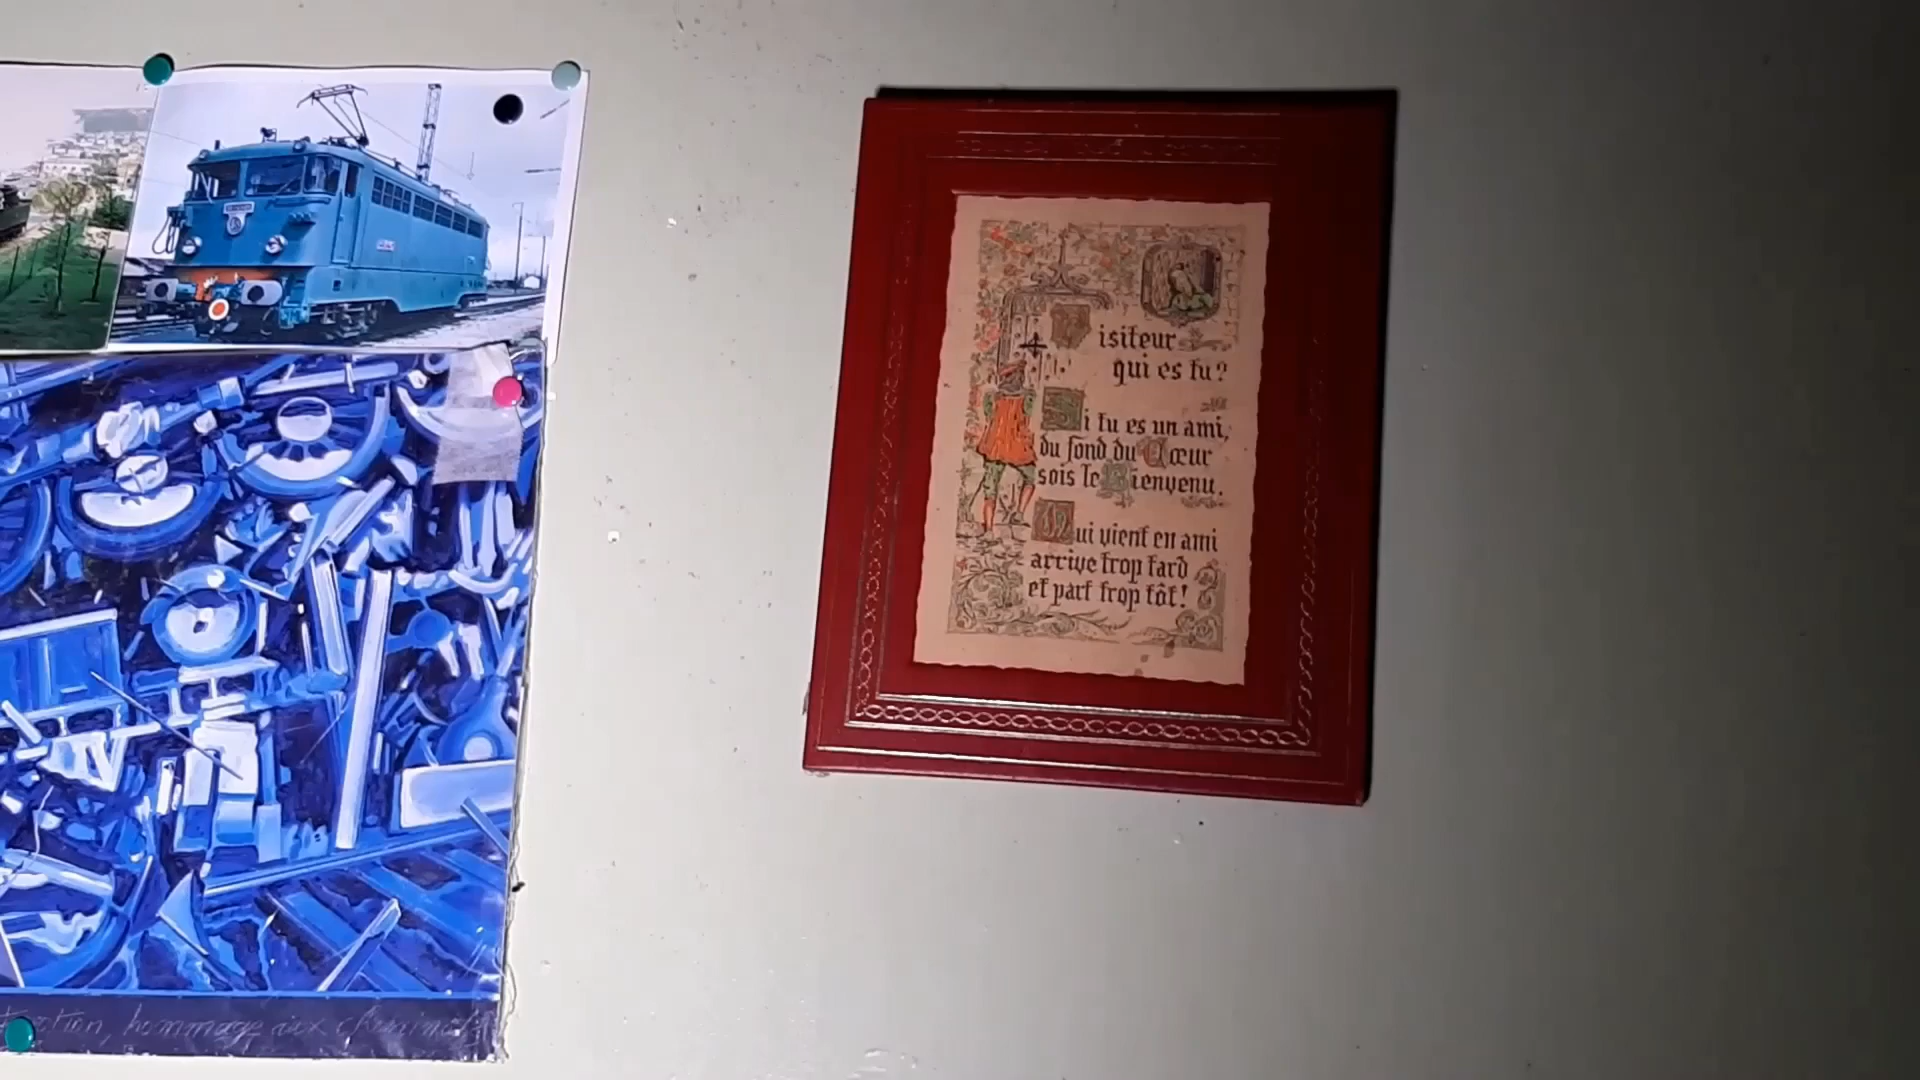 Visiteur
qui es tu?
Si tu es un ami,
du fond du Cœur
sois le Bienvenu.
Qui vient en ami
arrive trop tard
et part trop tôt!
hommage aux cheminots